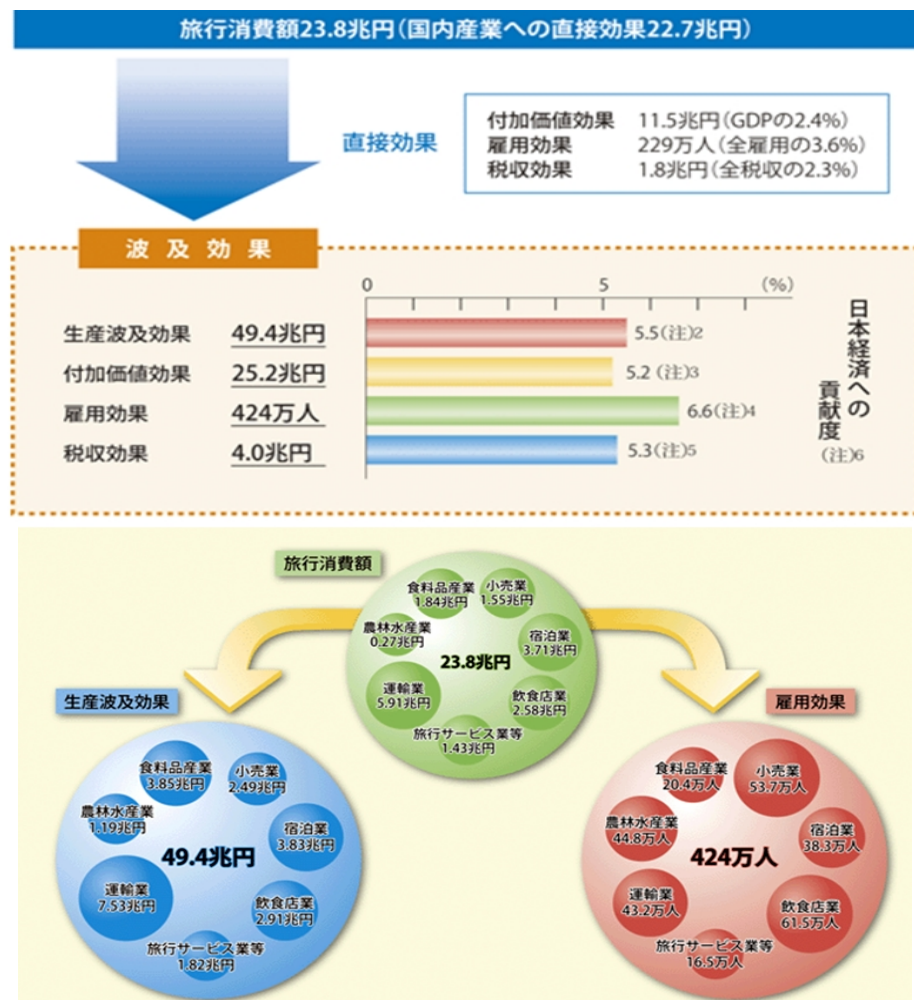 旅行消費額23.8兆円（国内産業への直接効果22.7兆円）
直接効果
付加価値効果 11.5兆円（GDPの2.4%）
雇用効果 229万人（全雇用の3.6%）
税収効果 1.8兆円（全税収の2.3%）
波及効果
0 5 (%)
生産波及効果 49.4兆円 5.5(注)2
付加価値効果 25.2兆円 5.2 (注)3
雇用効果 424万人 6.6(注)4
税収効果 4.0兆円 5.3(注)5
日本経済への
貢献度
(注)6
旅行消費額
食料品産業
1.84兆円
小売業
1.55兆円
農林水産業
0.27兆円
宿泊業
3.71兆円
23.8兆円
運輸業
5.91兆円
飲食店業
2.58兆円
旅行サービス業等
1.43兆円
生産波及効果
食料品産業
3.85兆円
小売業
2.49兆円
農林水産業
1.19兆円
宿泊業
3.83兆円
49.4兆円
運輸業
7.53兆円
飲食店業
2.91兆円
旅行サービス業等
1.82兆円
雇用効果
食料品産業
20.4万人
小売業
53.7万人
農林水産業
44.8万人
宿泊業
38.3万人
424万人
運輸業
43.2万人
飲食店業
61.5万人
旅行サービス業等
16.5万人